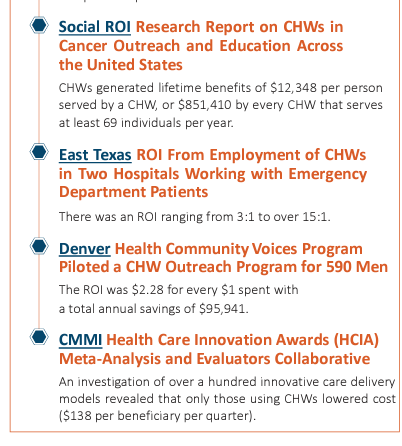 Social ROI Research Report on CHWs in
Cancer Outreach and Education Across
the United States
CHWs generated lifetime benefits of $12,348 per person
served by a CHW, or $851,410 by every CHW that serves
at least 69 individuals per year.
East Texas ROI From Employment of CHWs
in Two Hospitals Working with Emergency
Department Patients
There was an ROI ranging from 3:1 to over 15:1.
Denver Health Community Voices Program
Piloted a CHW Outreach Program for 590 Men
The ROI was $2.28 for every $1 spent with
a total annual savings of $95,941.
CMMI Health Care Innovation Awards (HCIA)
Meta-Analysis and Evaluators Collaborative
An investigation of over a hundred innovative care delivery
models revealed that only those using CHWs lowered cost
($138 per beneficiary per quarter).